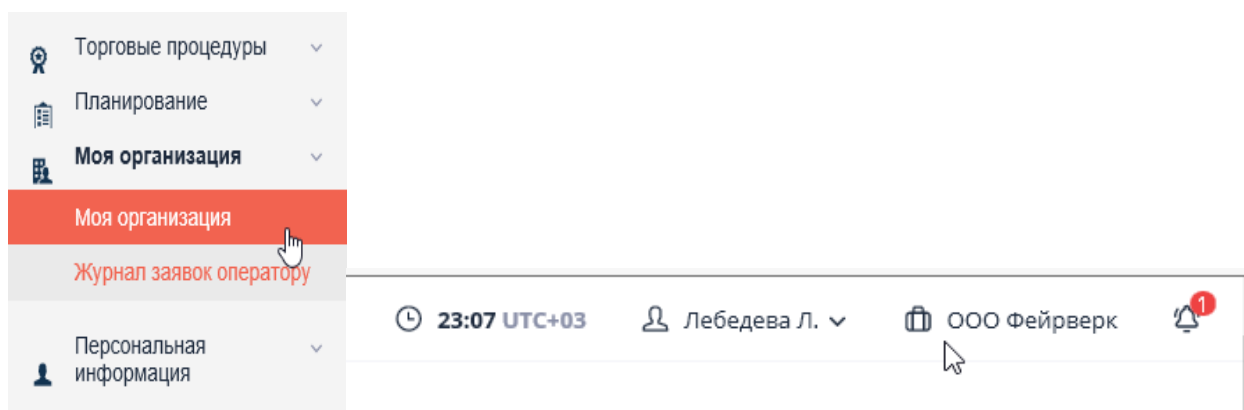 Торговые процедуры
Планирование
Моя организация
Моя организация
Журнал заявок оператору
Персональная
информация
23:07 UTC+03
Лебедева Л.
ООО Фейрверк
1